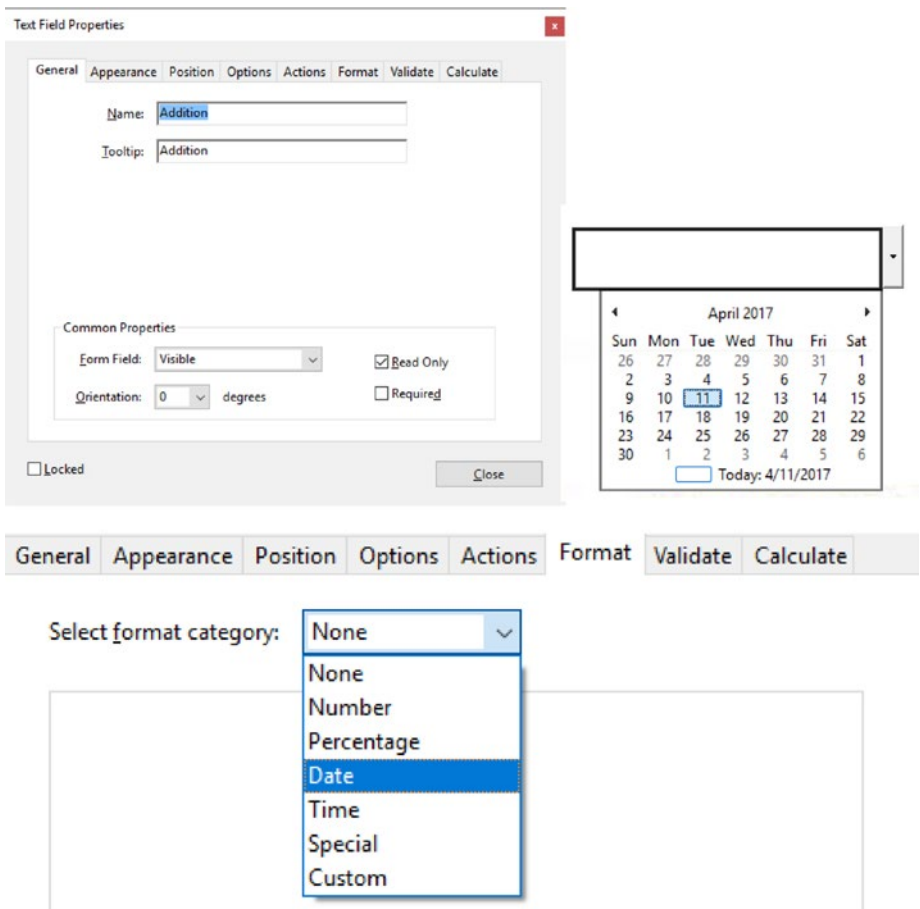 Text Field Properties
x
General Appearance Position Options Actions Format Validate Calculate
Name: Addition
Tooltip: Addition
Common Properties
Form Field: Visible
Read Only
Orientation: 0 degrees
Required
Locked
Close
April 2017
Sun Mon Tue Wed Thu Fri Sat
26 27 28 29 30 31 1
2 3 4 5 6 7 8
9 10 11 12 13 14 15
16 17 18 19 20 21 22
23 24 25 26 27 28 29
30 1 2 3 4 5 6
Today: 4/11/2017
General Appearance Position Options Actions Format Validate Calculate
Select format category: None
None
Number
Percentage
Date
Time
Special
Custom